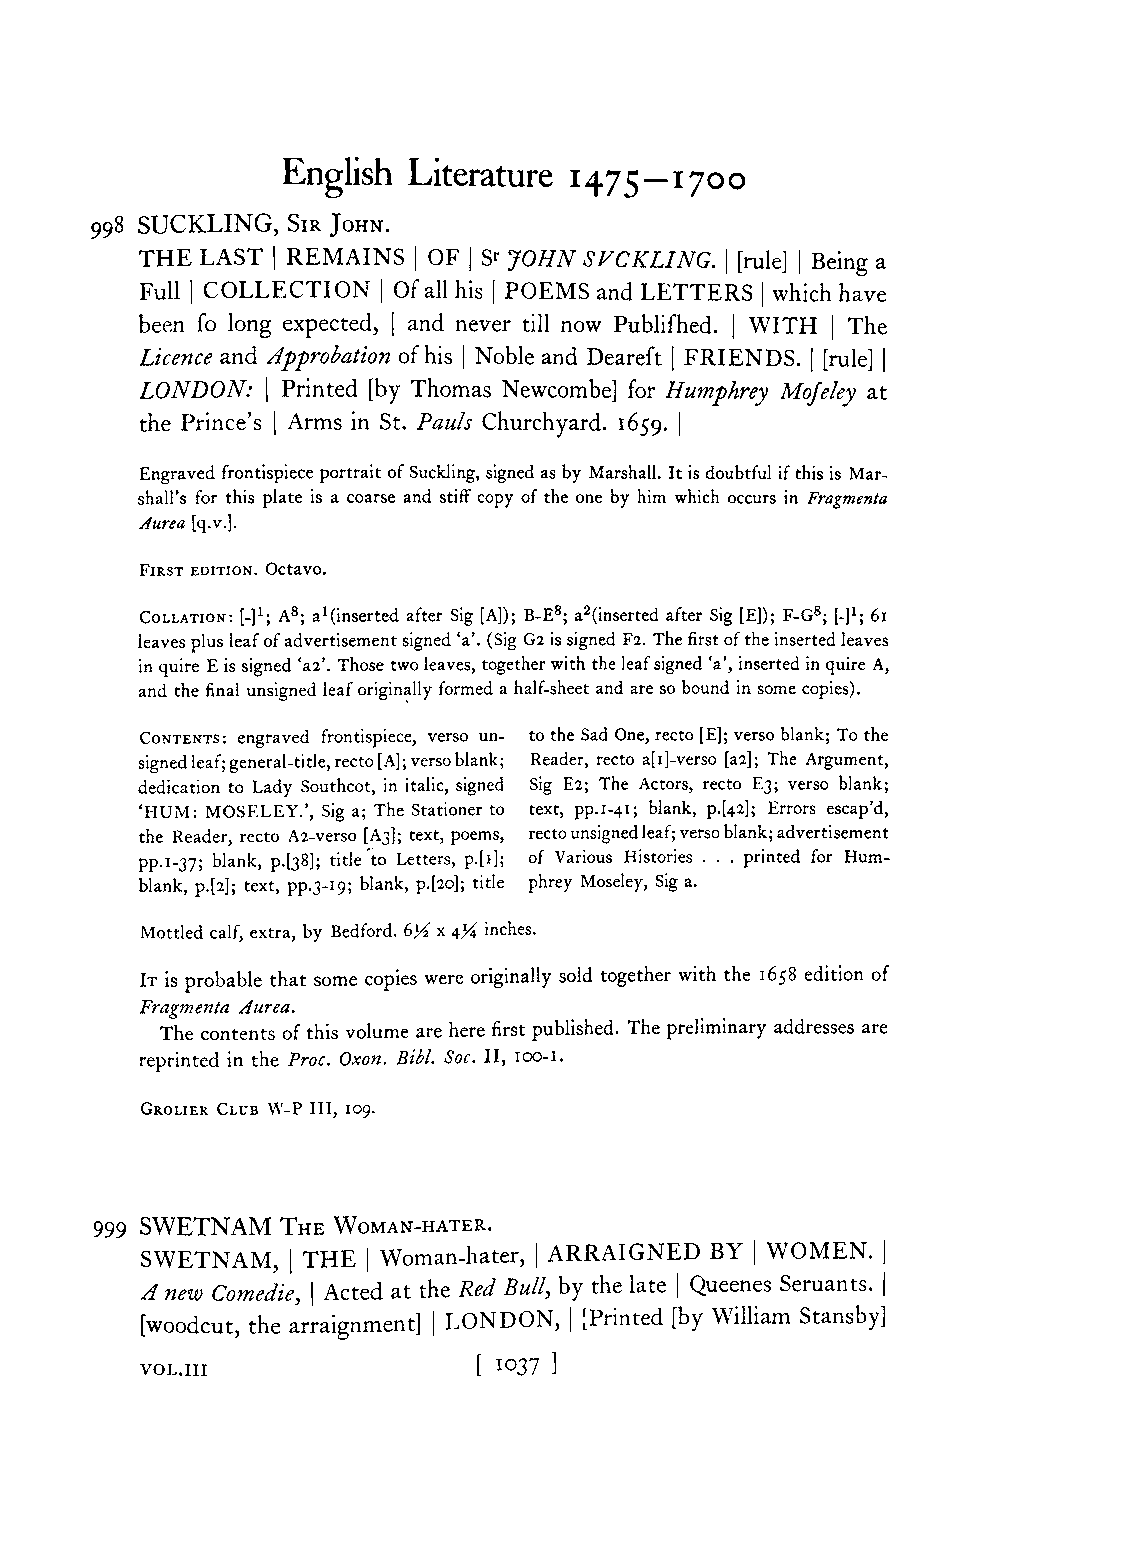 English Literature 1475—1700
998 SUCKLING, Sir John.
THE LAST | REMAINS | OF | Sr JOHN SVCKLING. | [rule] | Being a
Full | COLLECTION | Of all his | POEMS and LETTERS | which have
been ſo long expected, | and never till now Publiſhed. | WITH | The
Licence and Approbation of his | Noble and Deareſt | FRIENDS. | [rule] |
LONDON: | Printed [by Thomas Newcombe] for Humphrey Moſeley at
the Prince's | Arms in St. Pauls Churchyard. 1659. |
Engraved frontispiece portrait of Suckling, signed as by Marshall. It is doubtful if this is Mar-
shall's for this plate is a coarse and stiff copy of the one by him which occurs in Fragmenta
Aurea [q.v.].
First edition. Octavo.
Collation: [-]¹; A⁸; a¹(inserted after Sig [A]); B-E⁸; a²(inserted after Sig [E]); F-G⁸; [-]¹; 61
leaves plus leaf of advertisement signed 'a'. (Sig G2 is signed F2. The first of the inserted leaves
in quire E is signed 'a2'. Those two leaves, together with the leaf signed 'a', inserted in quire A,
and the final unsigned leaf originally formed a half-sheet and are so bound in some copies).
Contents: engraved frontispiece, verso un-
signed leaf; general-title, recto [A]; verso blank;
dedication to Lady Southcot, in italic, signed
'HUM: MOSELEY.', Sig a; The Stationer to
the Reader, recto A2-verso [A3]; text, poems,
pp.1-37; blank, p.[38]; title to Letters, p.[1];
blank, p.[2]; text, pp.3-19; blank, p.[20]; title
to the Sad One, recto [E]; verso blank; To the
Reader, recto a[1]-verso [a2]; The Argument,
Sig E2; The Actors, recto E3; verso blank;
text, pp.1-41; blank, p.[42]; Errors escap'd,
recto unsigned leaf; verso blank; advertisement
of Various Histories . . . printed for Hum-
phrey Moseley, Sig a.
Mottled calf, extra, by Bedford. 6½ x 4¼ inches.
It is probable that some copies were originally sold together with the 1658 edition of
Fragmenta Aurea.
The contents of this volume are here first published. The preliminary addresses are
reprinted in the Proc. Oxon. Bibl. Soc. II, 100-1.
Grolier Club W-P III, 109.
999 SWETNAM The Woman-hater.
SWETNAM, | THE | Woman-hater, | ARRAIGNED BY | WOMEN. |
A new Comedie, | Acted at the Red Bull, by the late | Queenes Seruants. |
[woodcut, the arraignment] | LONDON, | [Printed [by William Stansby]
VOL.III [ 1037 ]